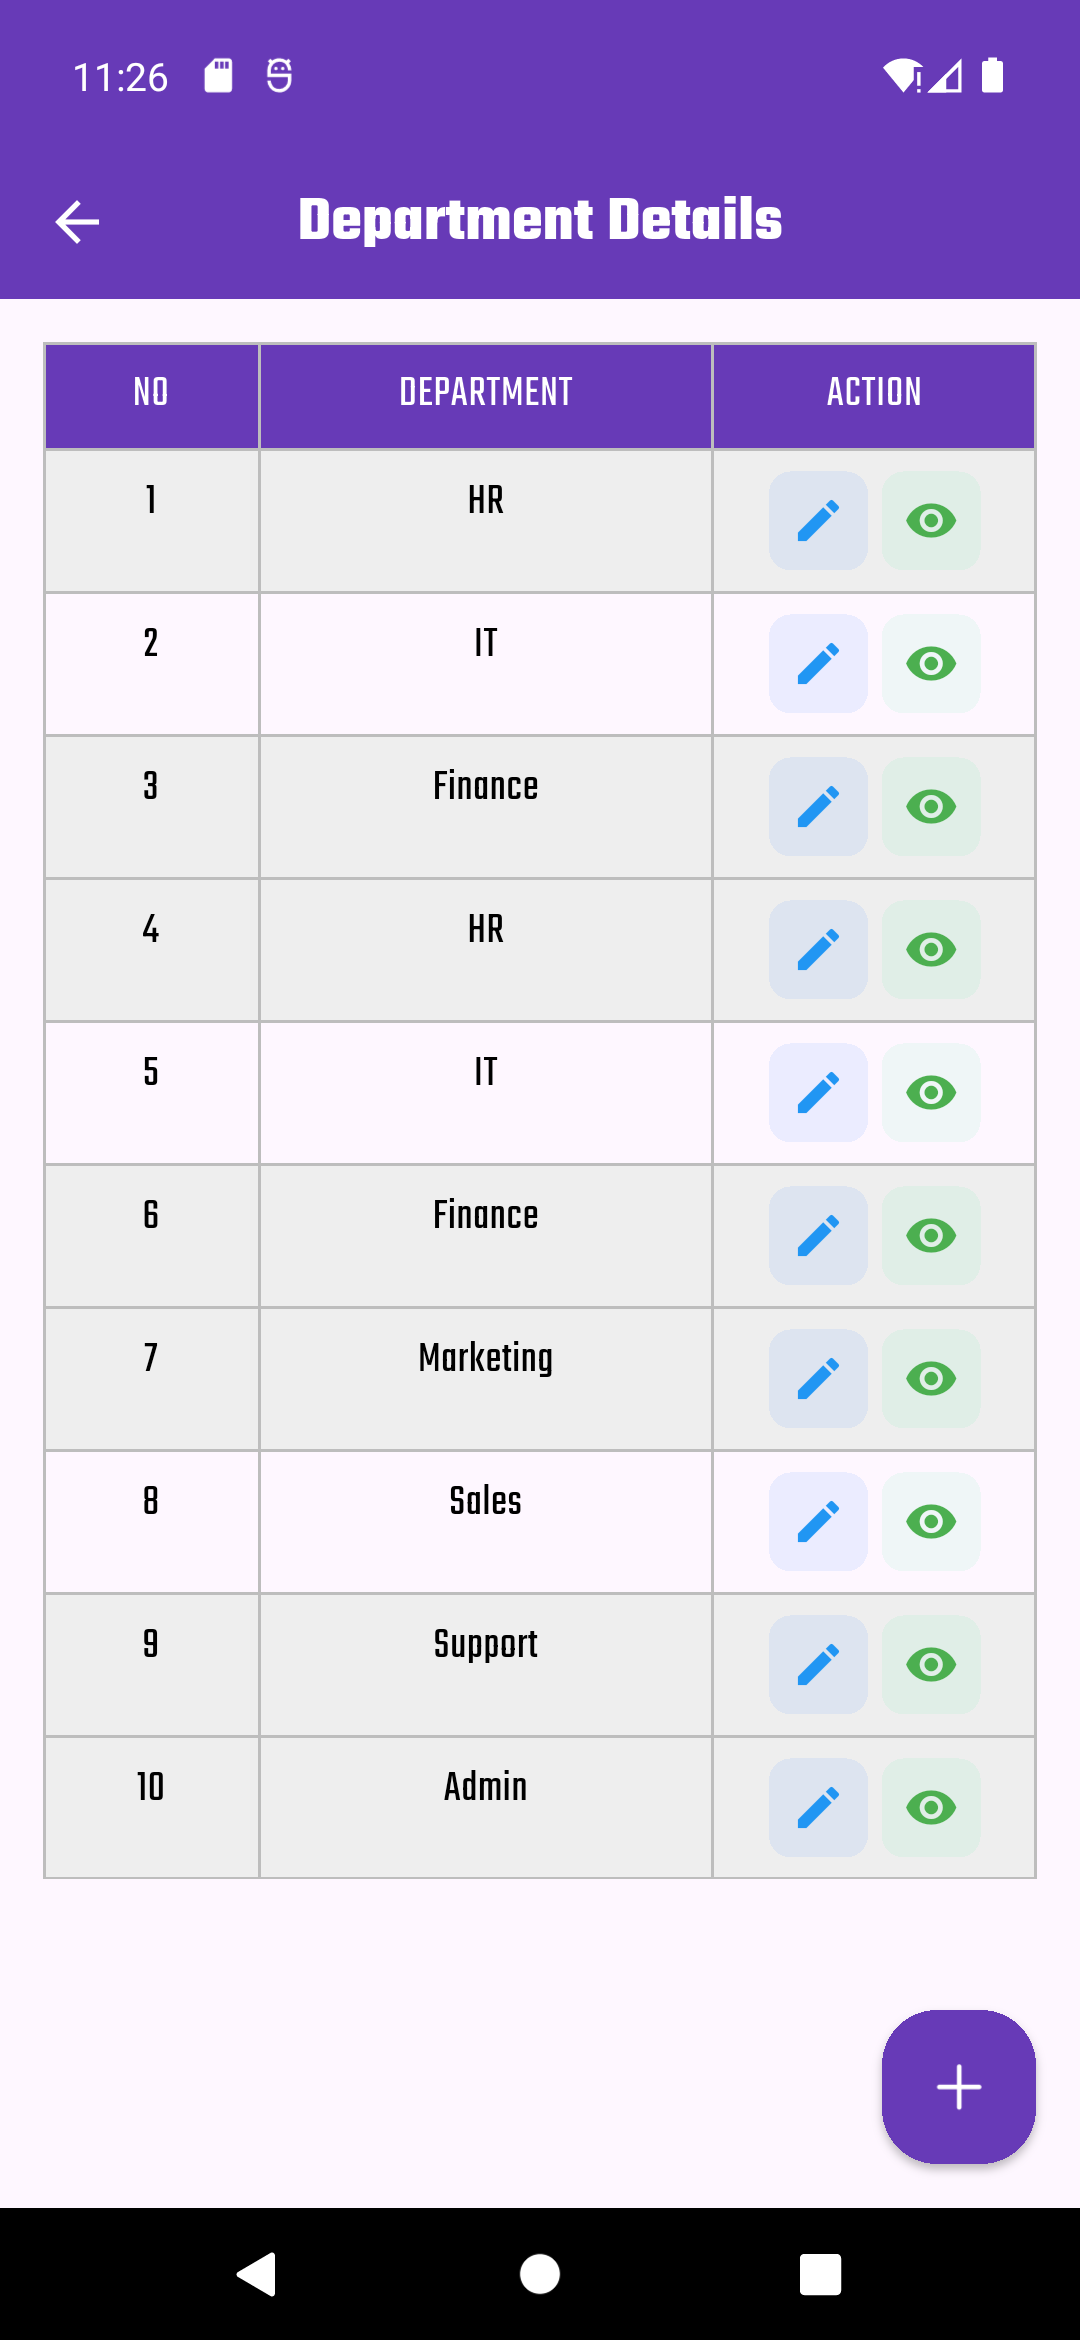 11:26
Department Details
NO DEPARTMENT ACTION
1 HR
2 IT
3 Finance
4 HR
5 IT
6 Finance
7 Marketing
8 Sales
9 Support
10 Admin